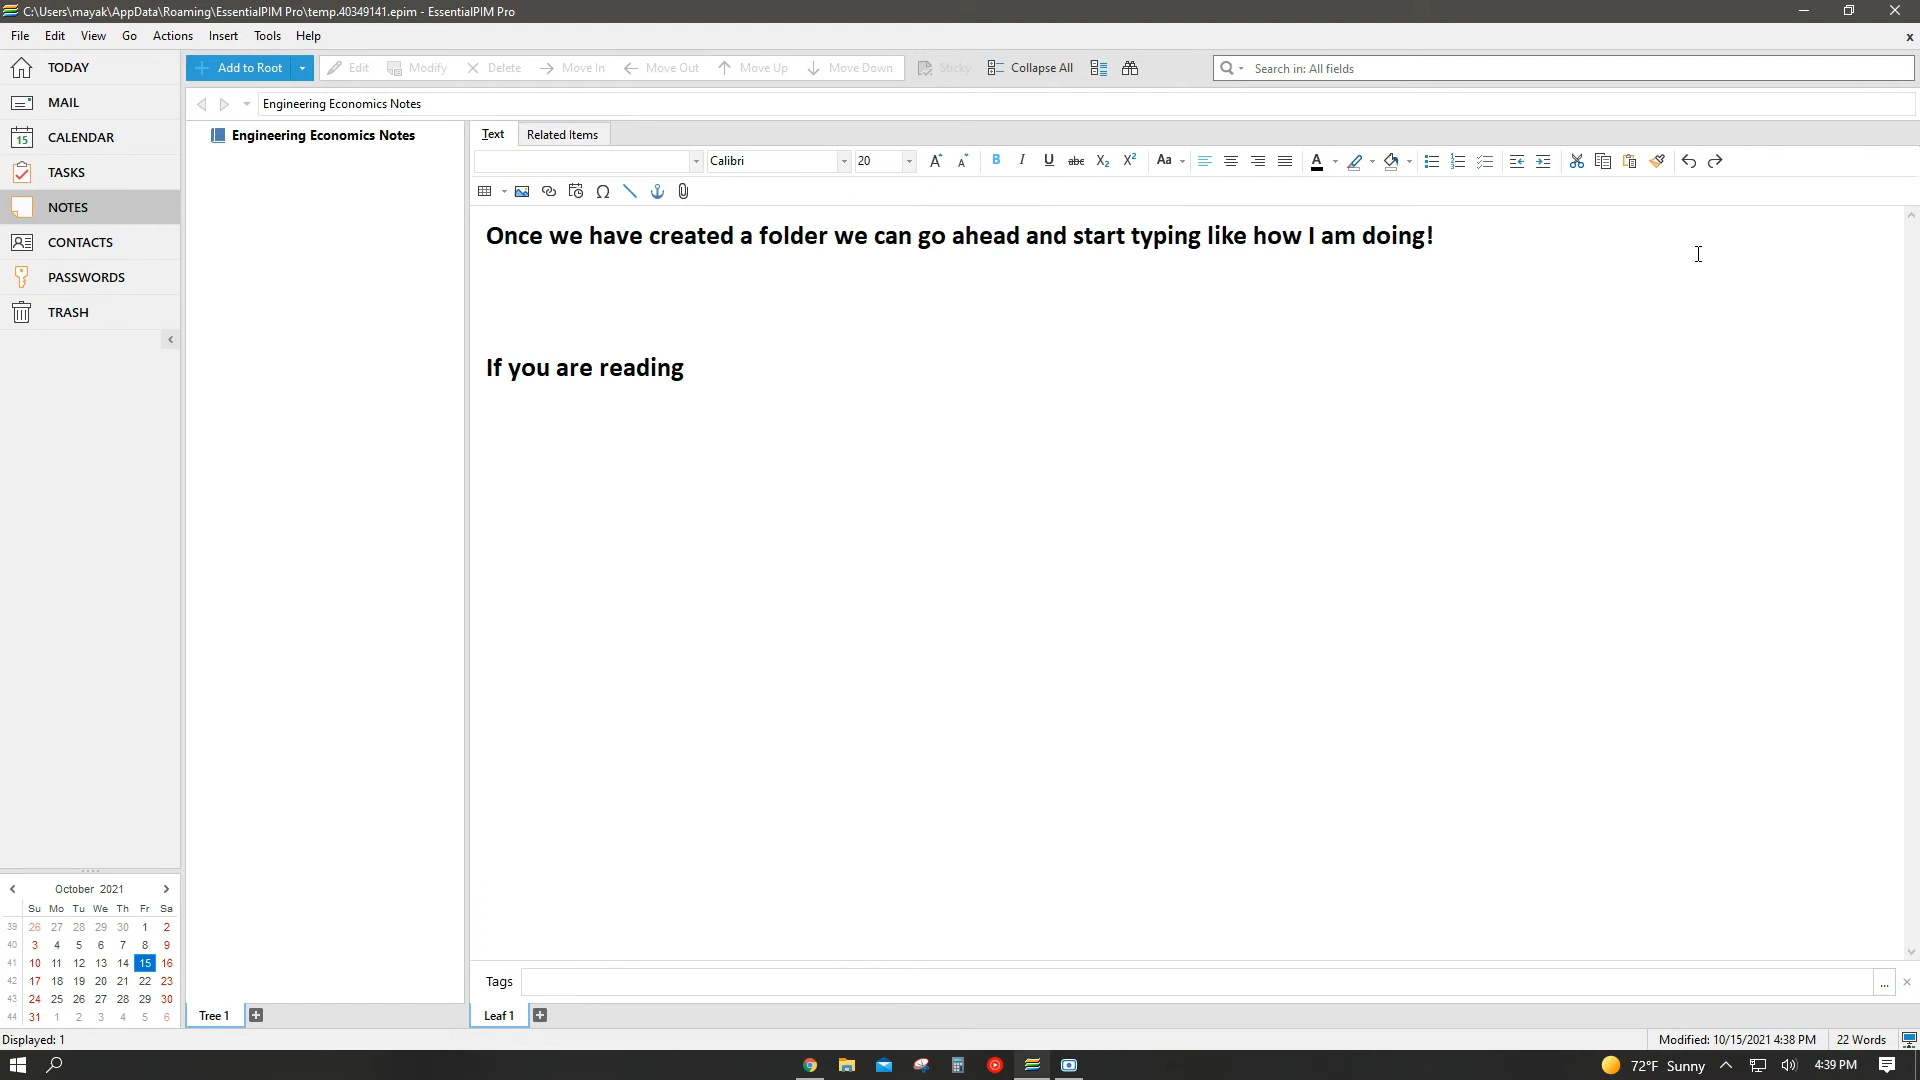 C:\Users\mayak\AppData\Roaming\EssentialPIM Pro\temp.40349141.epim - EssentialPIM Pro
File Edit View Go Actions Insert Tools Help x
TODAY
MAIL
CALENDAR
TASKS
NOTES
CONTACTS
PASSWORDS
TRASH
Add to Root Edit Modify Delete Move In Move Out Move Up Move Down Sticky Collapse All Search in: All fields
Engineering Economics Notes
Engineering Economics Notes
Text Related Items
Calibri 20 B I U abc X₂ X² Aa A
Once we have created a folder we can go ahead and start typing like how I am doing!
If you are reading
Tags ...
Tree 1
Leaf 1
October 2021
Su Mo Tu We Th Fr Sa
39 26 27 28 29 30 1 2
40 3 4 5 6 7 8 9
41 10 11 12 13 14 15 16
42 17 18 19 20 21 22 23
43 24 25 26 27 28 29 30
44 31 1 2 3 4 5 6
Displayed: 1
Modified: 10/15/2021 4:38 PM 22 Words
72°F Sunny 4:39 PM